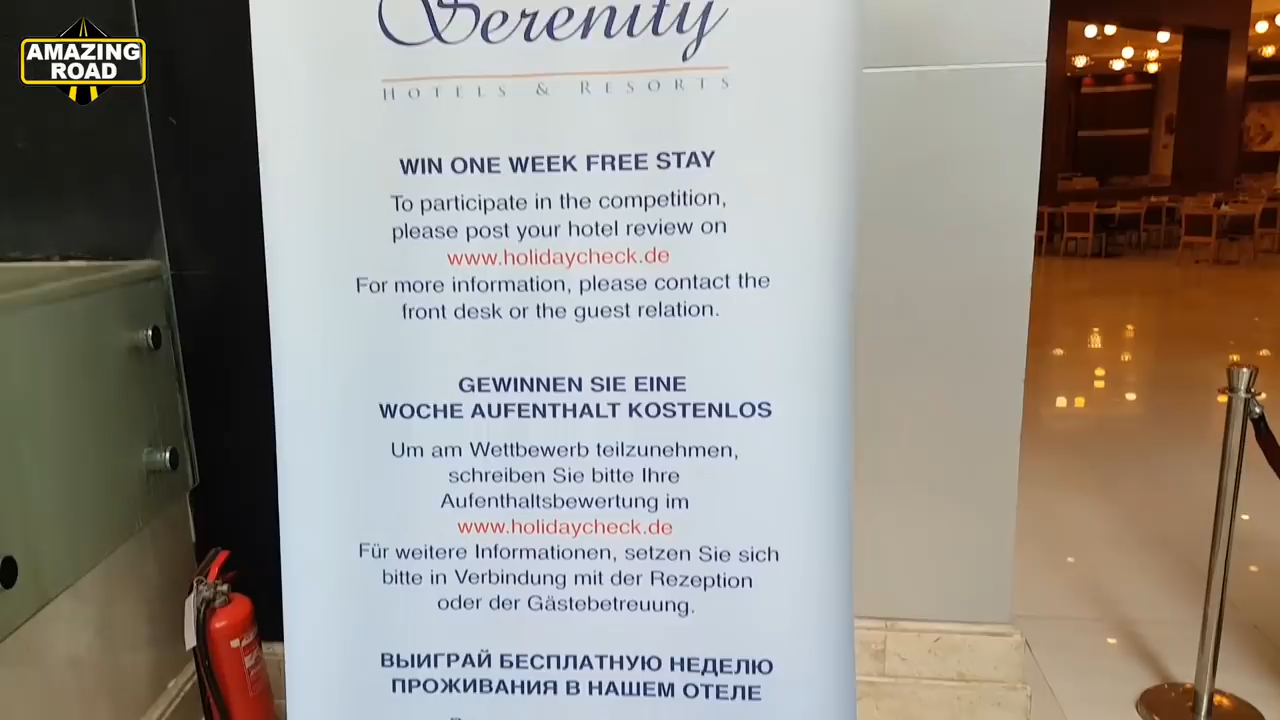 AMAZING
ROAD
Serenity
HOTELS & RESORTS
WIN ONE WEEK FREE STAY
To participate in the competition,
please post your hotel review on
www.holidaycheck.de
For more information, please contact the
front desk or the guest relation.
GEWINNEN SIE EINE
WOCHE AUFENTHALT KOSTENLOS
Um am Wettbewerb teilzunehmen,
schreiben Sie bitte Ihre
Aufenthaltsbewertung im
www.holidaycheck.de
Für weitere Informationen, setzen Sie sich
bitte in Verbindung mit der Rezeption
oder der Gästebetreuung.
ВЫИГРАЙ БЕСПЛАТНУЮ НЕДЕЛЮ
ПРОЖИВАНИЯ В НАШЕМ ОТЕЛЕ